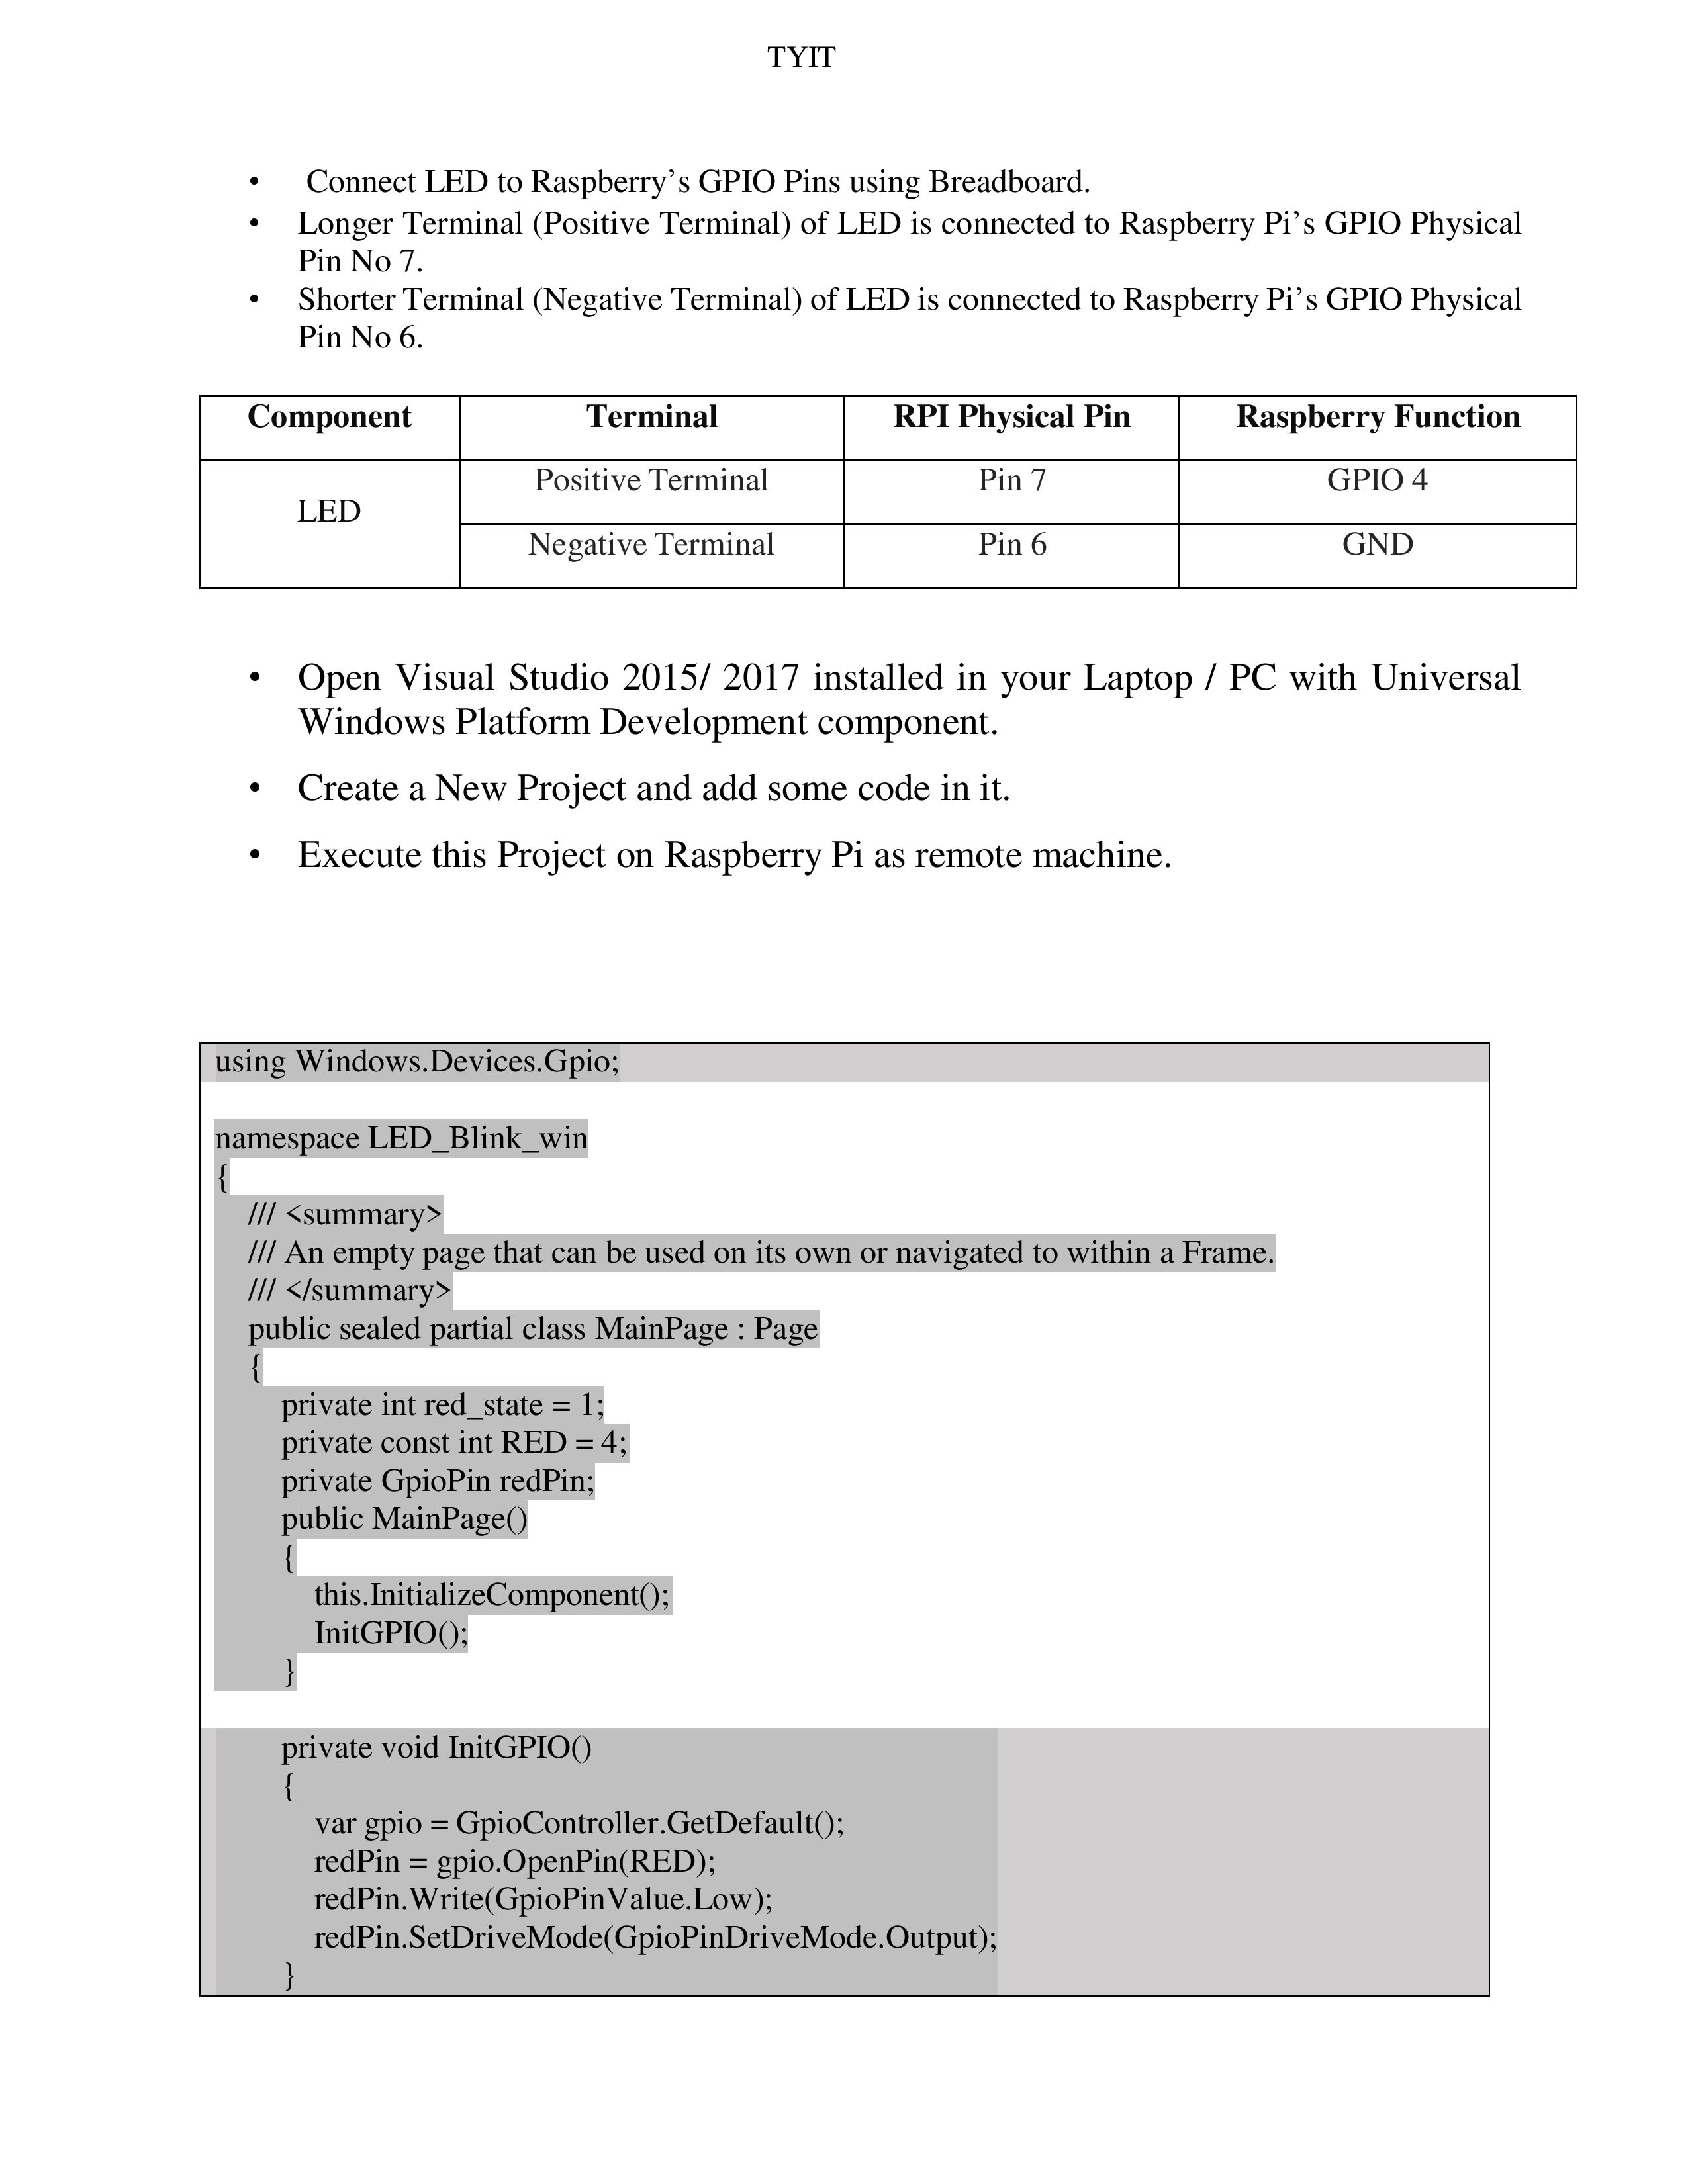 TYIT
• Connect LED to Raspberry’s GPIO Pins using Breadboard.
• Longer Terminal (Positive Terminal) of LED is connected to Raspberry Pi’s GPIO Physical
Pin No 7.
• Shorter Terminal (Negative Terminal) of LED is connected to Raspberry Pi’s GPIO Physical
Pin No 6.
Component Terminal RPI Physical Pin Raspberry Function
LED Positive Terminal Pin 7 GPIO 4
Negative Terminal Pin 6 GND
• Open Visual Studio 2015/ 2017 installed in your Laptop / PC with Universal
Windows Platform Development component.
• Create a New Project and add some code in it.
• Execute this Project on Raspberry Pi as remote machine.
using Windows.Devices.Gpio;
namespace LED_Blink_win
{
/// <summary>
/// An empty page that can be used on its own or navigated to within a Frame.
/// </summary>
public sealed partial class MainPage : Page
{
private int red_state = 1;
private const int RED = 4;
private GpioPin redPin;
public MainPage()
{
this.InitializeComponent();
InitGPIO();
}
private void InitGPIO()
{
var gpio = GpioController.GetDefault();
redPin = gpio.OpenPin(RED);
redPin.Write(GpioPinValue.Low);
redPin.SetDriveMode(GpioPinDriveMode.Output);
}